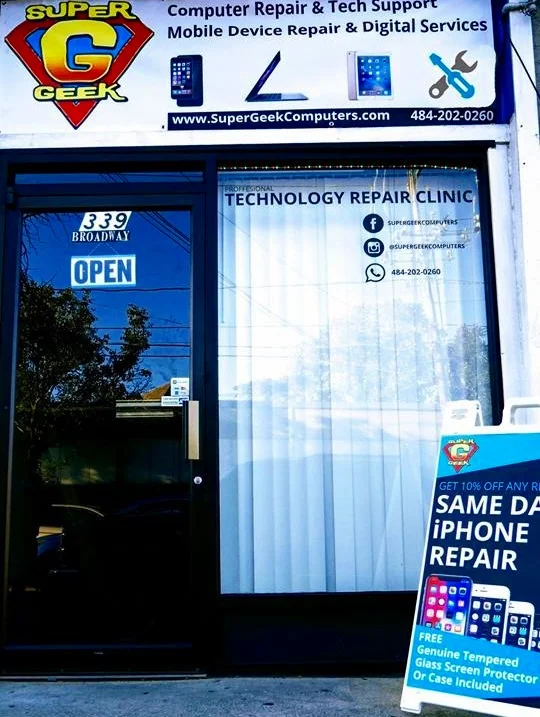 SUPER
G
GEEK
Computer Repair & Tech Support
Mobile Device Repair & Digital Services
www.SuperGeekComputers.com 484-202-0260
PROFFESIONAL
TECHNOLOGY REPAIR CLINIC
SUPERGEEKCOMPUTERS
@SUPERGEEKCOMPUTERS
484-202-0260
339
BROADWAY
OPEN
SUPER
G
GEEK
GET 10% OFF ANY
SAME DA
iPHONE
REPAIR
FREE
Genuine Tempered
Glass Screen Protector
Or Case Included